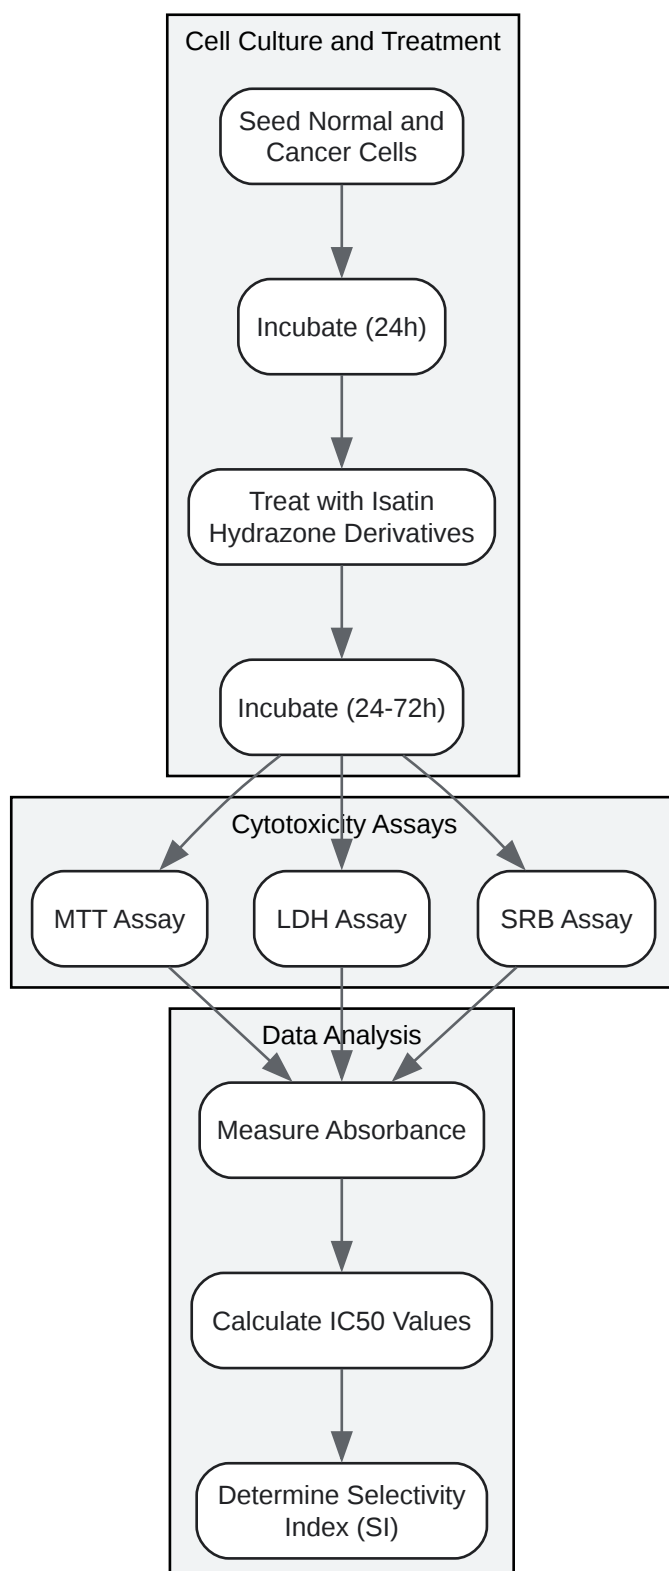 Cell Culture and Treatment
Seed Normal and
Cancer Cells
Incubate (24h)
Treat with Isatin
Hydrazone Derivatives
Incubate (24-72h)
Cytotoxicity Assays
MTT Assay
LDH Assay
SRB Assay
Data Analysis
Measure Absorbance
Calculate IC50 Values
Determine Selectivity
Index (SI)